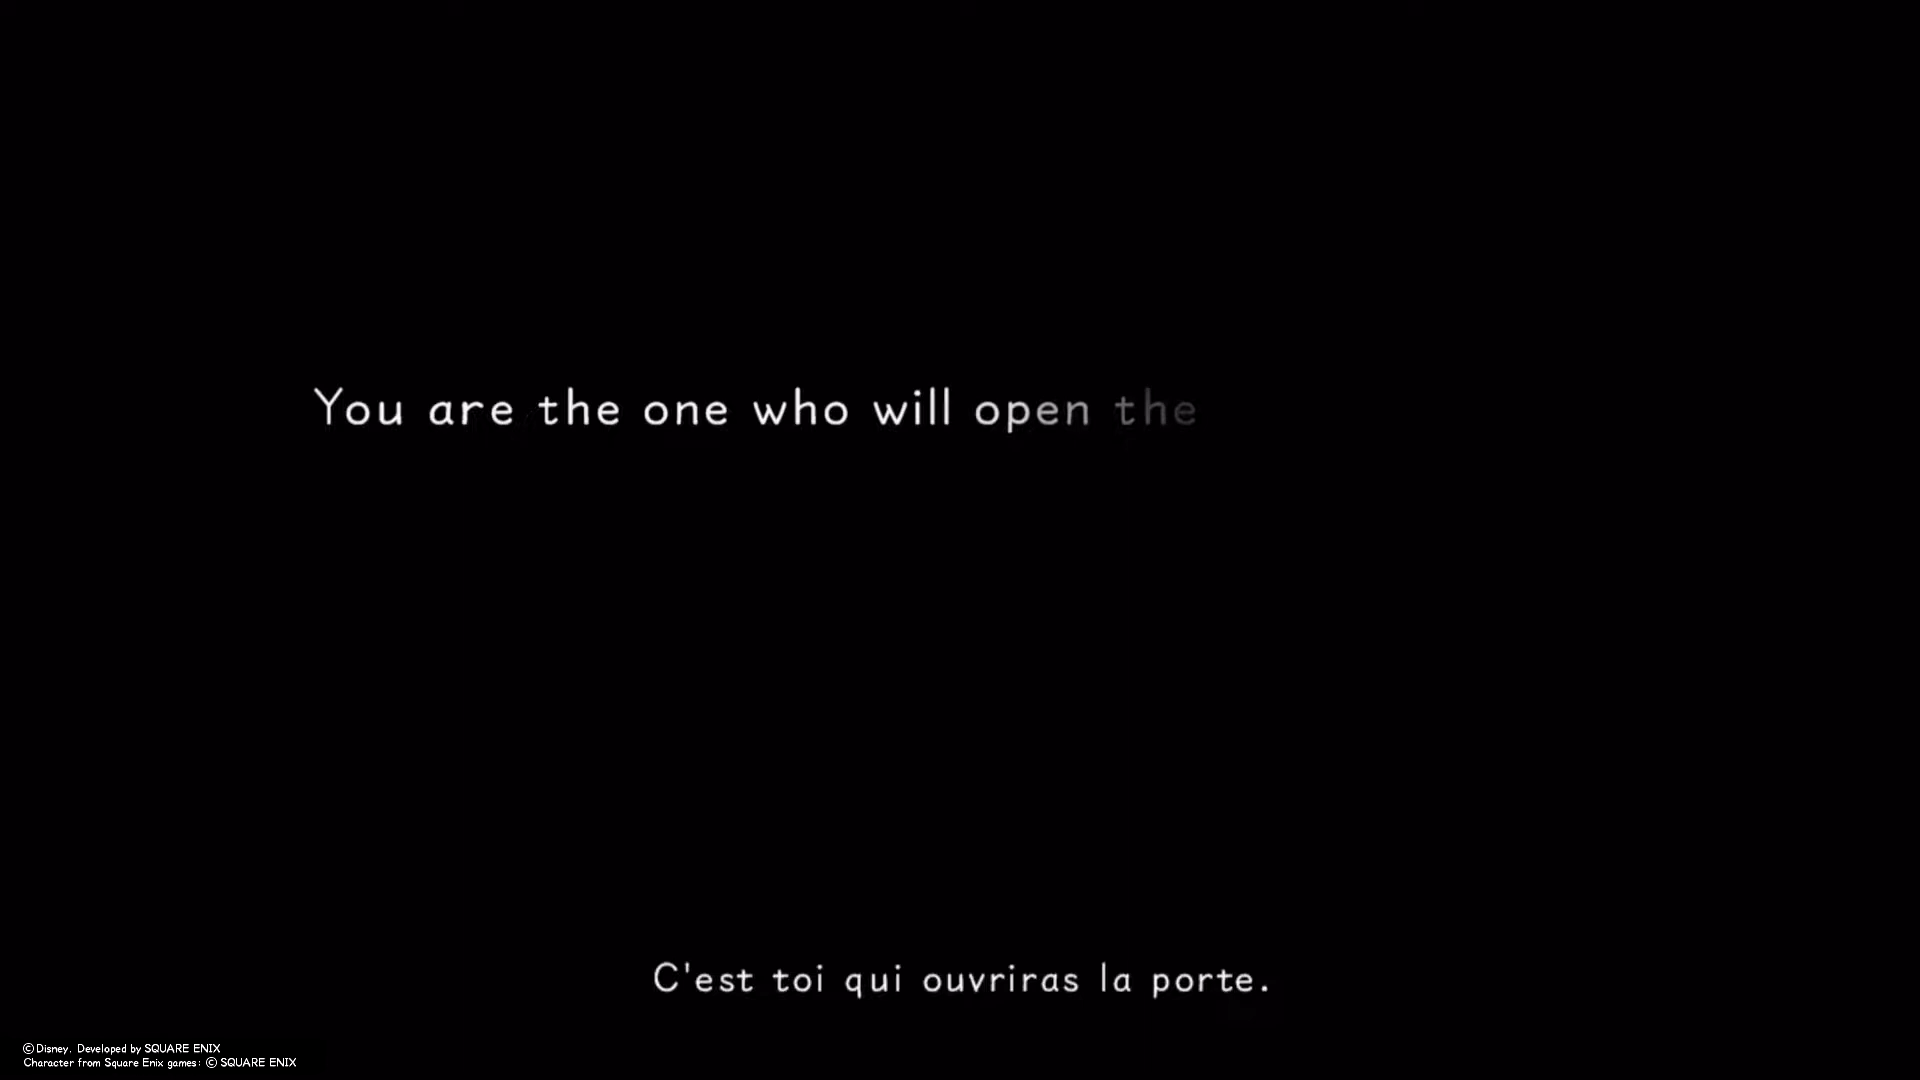 You are the one who will open the
C'est toi qui ouvriras la porte.
©Disney. Developed by SQUARE ENIX
Character from Square Enix games: © SQUARE ENIX